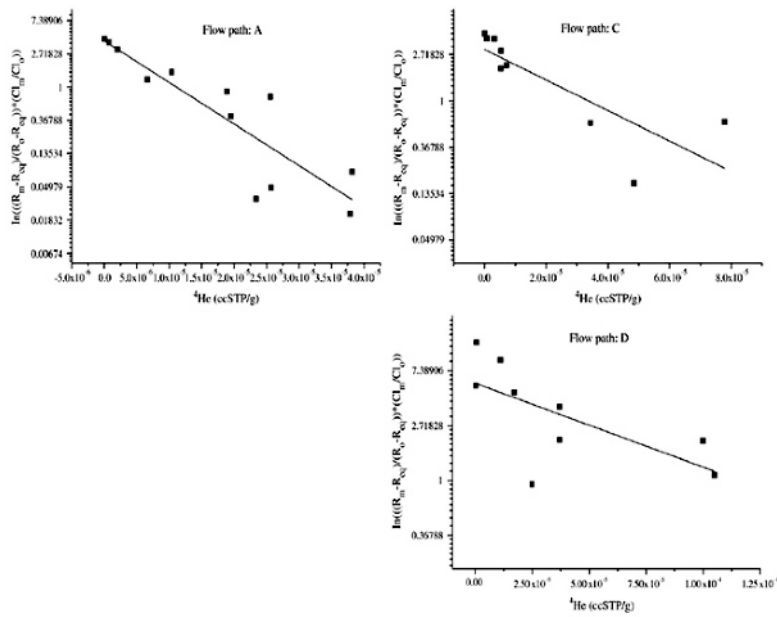 Flow path: A
7.38906
2.71828
1
0.36788
0.13534
0.04979
0.01832
0.00674
ln(((R_m-R_eq)/(R_o-R_eq))*(Cl_m/Cl_o))
-5.0x10^-6 0.0 5.0x10^-6 1.0x10^-5 1.5x10^-5 2.0x10^-5 2.5x10^-5 3.0x10^-5 3.5x10^-5 4.0x10^-5
^4He (ccSTP/g)
Flow path: C
2.71828
1
0.36788
0.13534
0.04979
ln(((R_m-R_eq)/(R_o-R_eq))*(Cl_m/Cl_o))
0.0 2.0x10^-5 4.0x10^-5 6.0x10^-5 8.0x10^-5
^4He (ccSTP/g)
Flow path: D
7.38906
2.71828
1
0.36788
ln(((R_m-R_eq)/(R_o-R_eq))*(Cl_m/Cl_o))
0.00 2.50x10^-5 5.00x10^-5 7.50x10^-5 1.00x10^-4
^4He (ccSTP/g)